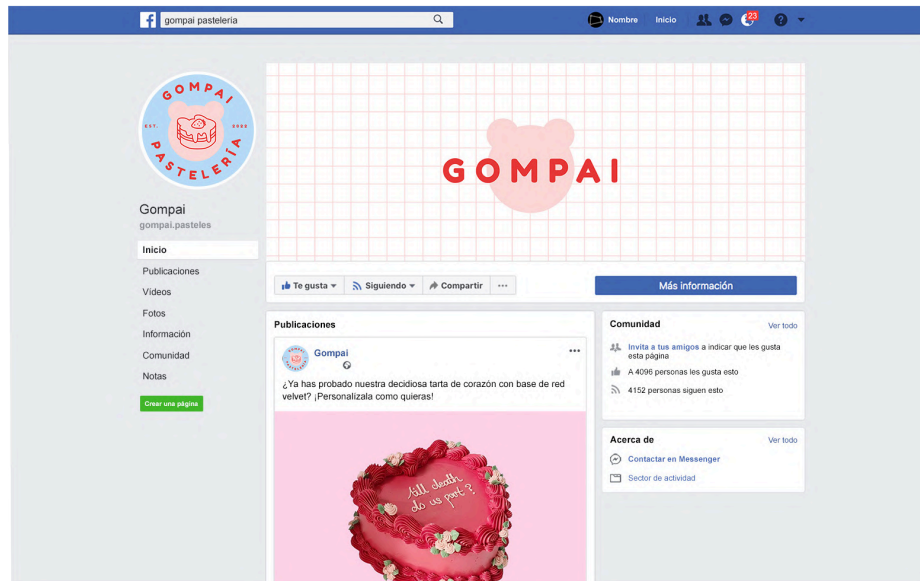 gompai pastelería
Nombre
Inicio
23
GOMPAI
EST. 2022
PASTELERÍA
GOMPAI
Gompai
gompai.pasteles
Inicio
Publicaciones
Vídeos
Fotos
Información
Comunidad
Notas
Crear una página
Te gusta
Siguiendo
Compartir
Más información
Publicaciones
Gompai
¿Ya has probado nuestra decidiosa tarta de corazón con base de red
velvet? ¡Personalízala como quieras!
till death
do us part?
Comunidad
Ver todo
Invita a tus amigos a indicar que les gusta
esta página
A 4096 personas les gusta esto
4152 personas siguen esto
Acerca de
Ver todo
Contactar en Messenger
Sector de actividad